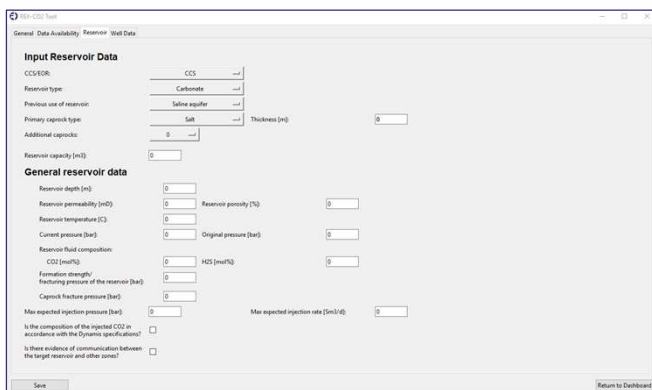 REX-CO2 Tool
General Data Availability Reservoir Well Data
Input Reservoir Data
CCS/EOR: CCS
Reservoir type: Carbonate
Previous use of reservoir: Saline aquifer
Primary caprock type: Salt Thickness [m]: 0
Additional caprocks: 0
Reservoir capacity [m3]: 0
General reservoir data
Reservoir depth [m]: 0
Reservoir permeability [mD]: 0 Reservoir porosity [%]: 0
Reservoir temperature [C]: 0
Current pressure [bar]: 0 Original pressure [bar]: 0
Reservoir fluid composition:
CO2 [mol%]: 0 H2S [mol%]: 0
Formation strength/
fracturing pressure of the reservoir [bar]: 0
Caprock fracture pressure [bar]: 0
Max expected injection pressure [bar]: 0 Max expected injection rate [Sm3/d]: 0
Is the composition of the injected CO2 in
accordance with the Dynamis specifications?
Is there evidence of communication between
the target reservoir and other zones?
Save Return to Dashboard